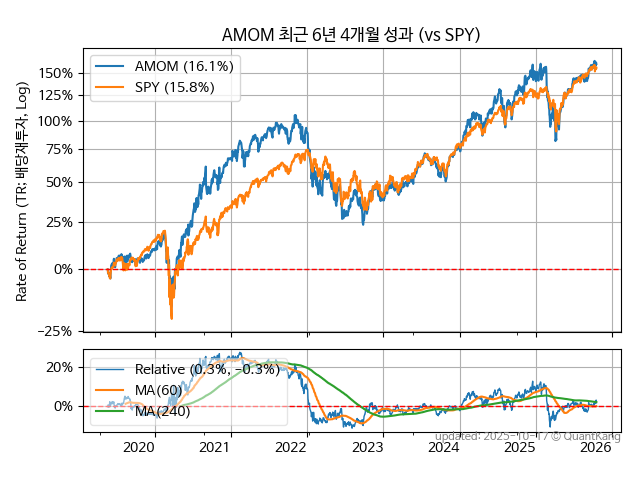 AMOM 최근 6년 4개월 성과 (vs SPY)
Rate of Return (TR: 배당재투자, Log)
150%
125%
100%
75%
50%
25%
0%
−25%
AMOM (16.1%)
SPY (15.8%)
20%
0%
Relative (0.3%, −0.3%)
MA(60)
MA(240)
2020 2021 2022 2023 2024 2025 2026
updated: 2025-10-17 © QuantKang